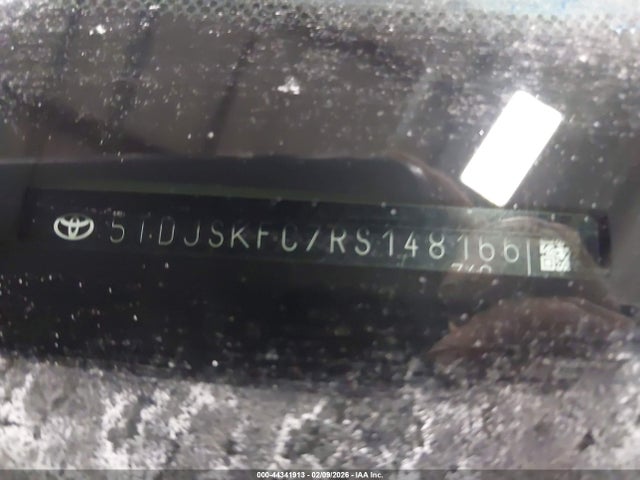 5TDJSKFC7RS148166
000-44341913 - 02/09/2026 - IAA Inc.